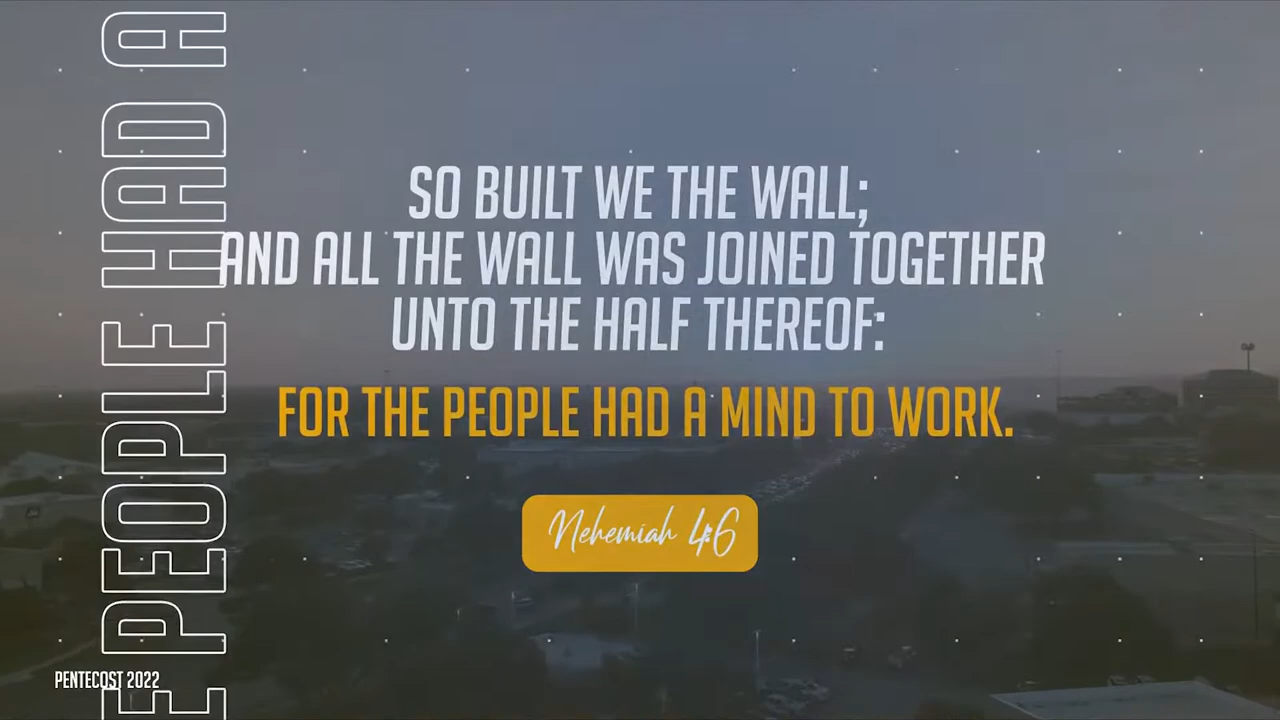 SO BUILT WE THE WALL;
AND ALL THE WALL WAS JOINED TOGETHER
UNTO THE HALF THEREOF:
FOR THE PEOPLE HAD A MIND TO WORK.
Nehemiah 4:6
E PEOPLE HAD A
PENTECOST 2022